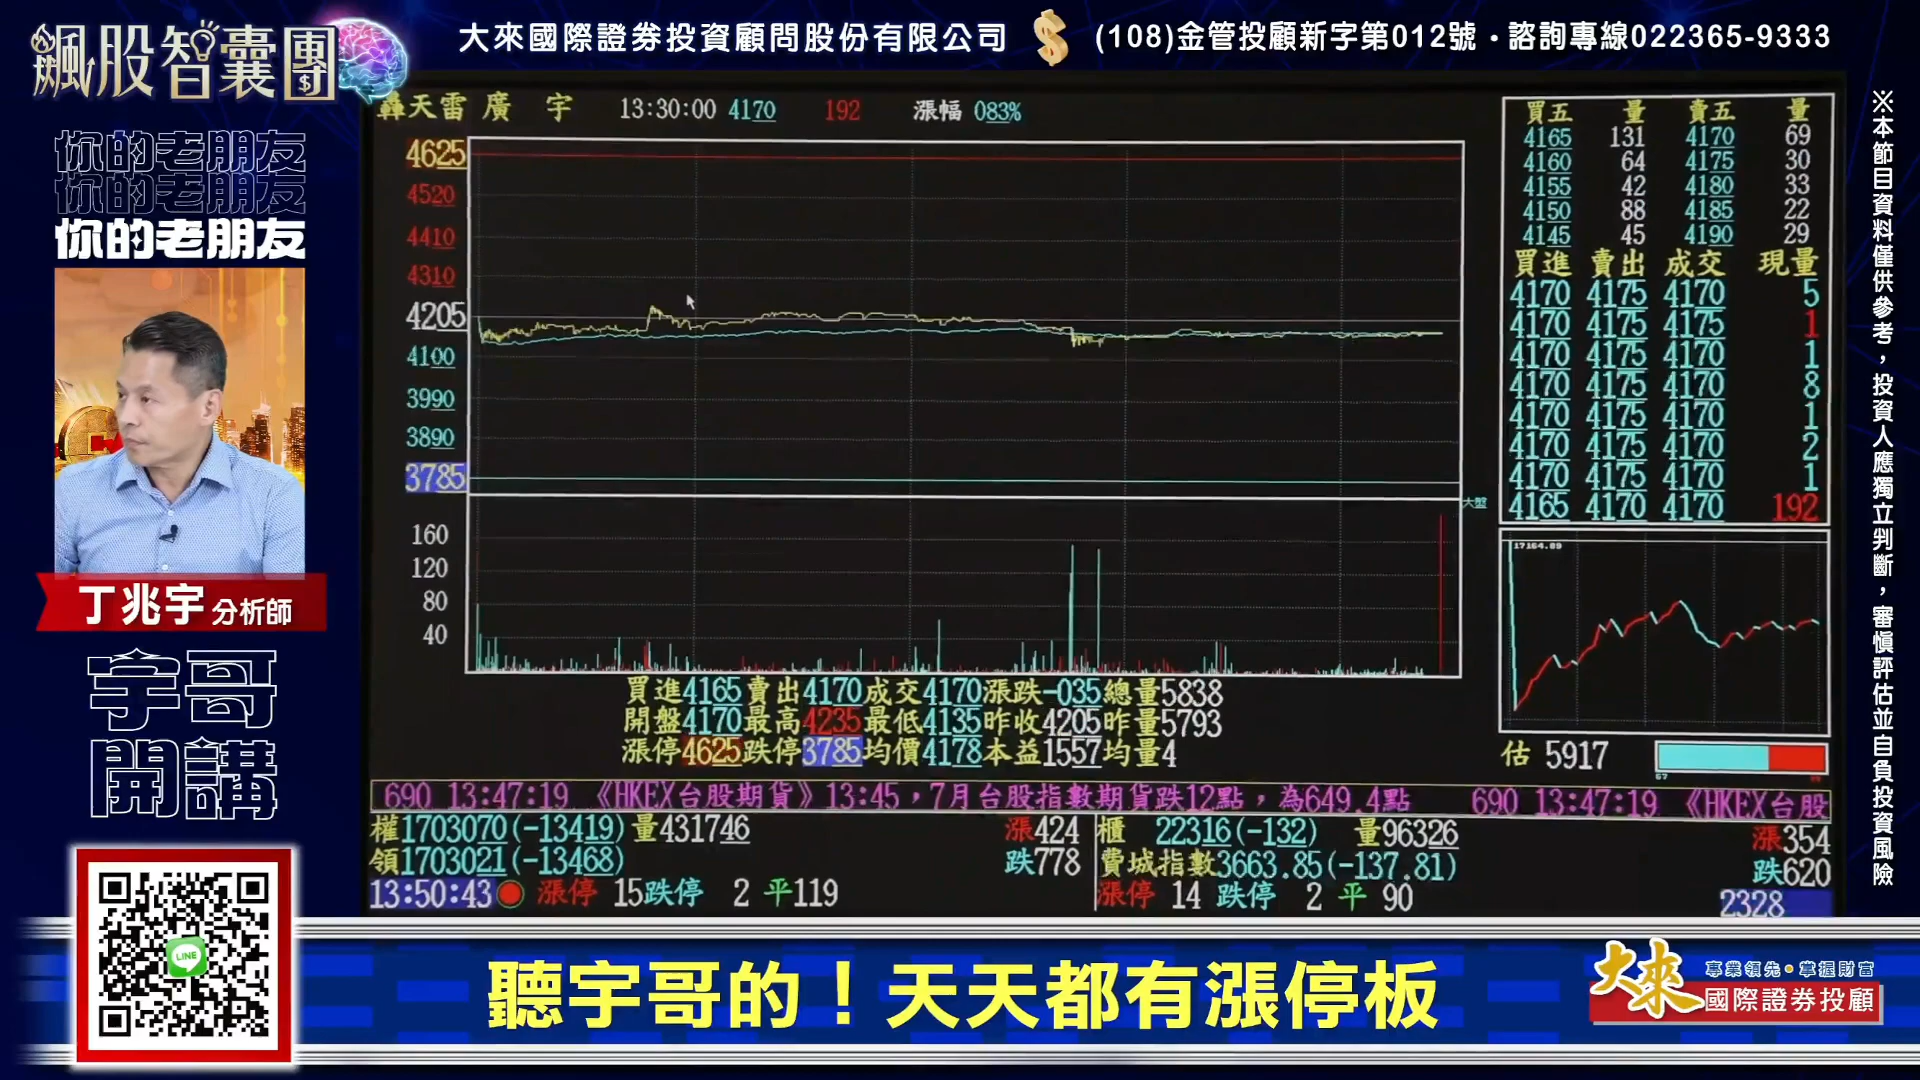 飆股智囊團
大來國際證券投資顧問股份有限公司
(108)金管投顧新字第012號・諮詢專線022365-9333
你的老朋友
你的老朋友
你的老朋友
丁兆宇 分析師
宇哥
開講
LINE
轟天雷 廣 宇 13:30:00 4170 192 漲幅 083%
4625
4520
4410
4310
4205
4100
3990
3890
3785
160
120
80
40
大盤
買五 量 賣五 量
4165 131 4170 69
4160 64 4175 30
4155 42 4180 33
4150 88 4185 22
4145 45 4190 29
買進 賣出 成交 現量
4170 4175 4170 5
4170 4175 4175 1
4170 4175 4170 1
4170 4175 4170 8
4170 4175 4170 1
4170 4175 4170 2
4170 4175 4170 1
4165 4170 4170 192
17164.89
估 5917
67
買進4165賣出4170成交4170漲跌-035總量5838
開盤4170最高4235最低4135昨收4205昨量5793
漲停4625跌停3785均價4178本益1557均量4
690 13:47:19 《HKEX台股期貨》13:45，7月台股指數期貨跌12點，為649.4點 690 13:47:19 《HKEX台股
權1703070(-13419)量431746 漲424
領1703021(-13468) 跌778
13:50:43 漲停 15跌停 2 平119
櫃 22316(-132) 量96326 漲354
費城指數3663.85(-137.81) 跌620
漲停 14 跌停 2 平 90
2328
※本節目資料僅供參考，投資人應獨立判斷，審慎評估並自負投資風險
聽宇哥的！天天都有漲停板
大來
專業領先・掌握財富
國際證券投顧